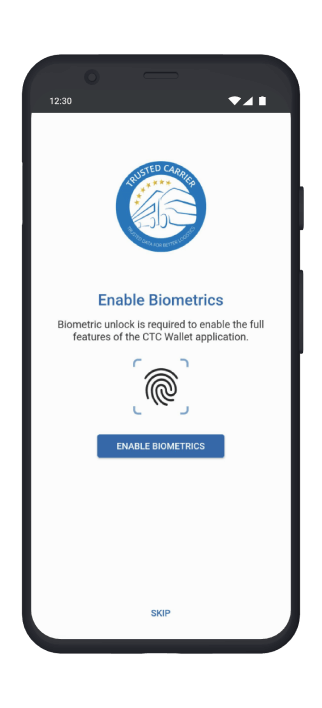 12:30
TRUSTED CARRIER
TRUSTED DATA FOR BETTER LOGISTICS
Enable Biometrics
Biometric unlock is required to enable the full
features of the CTC Wallet application.
ENABLE BIOMETRICS
SKIP